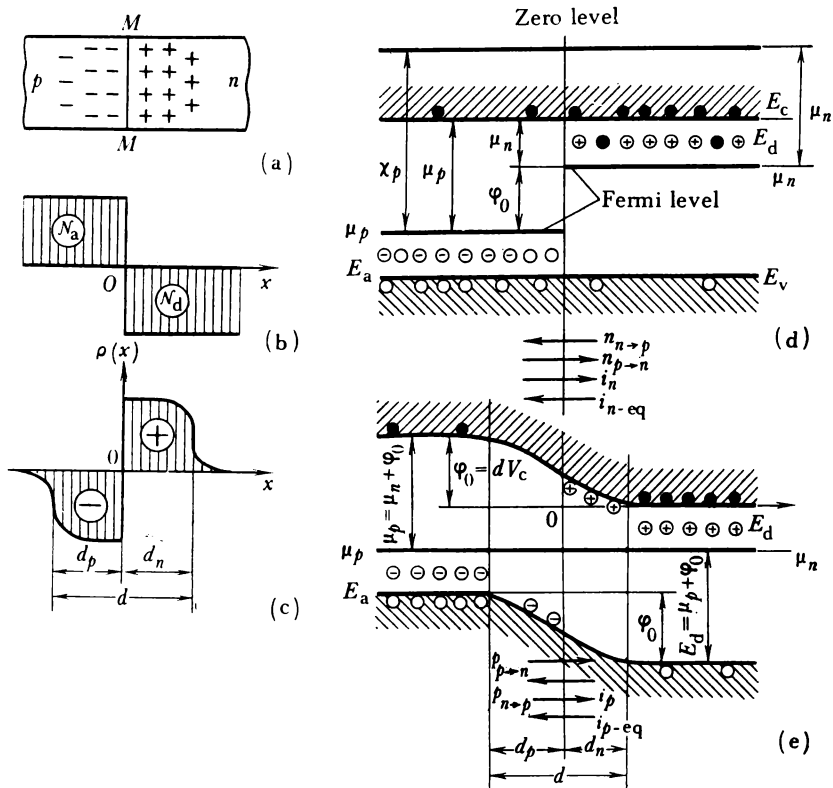 M
p
n
M
(a)
𝒩a
O
x
𝒩d
(b)
ρ(x)
0
x
dp
dn
d
(c)
Zero level
χp
μp
μn
φ0
Ec
Ed
μn
μn
Fermi level
μp
Ea
Ev
(d)
nn→p
np→n
in
in-eq
μp = μn + φ0
φ0 = dVc
0
Ed
μp
μn
Ea
φ0
Ed = μp + φ0
pp→n
pn→p
ip
ip-eq
dp
dn
d
(e)